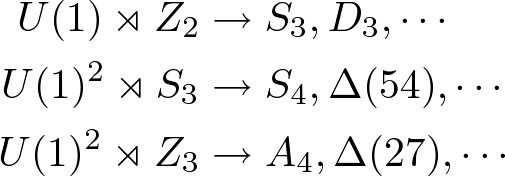 U(1) ⋊ Z₂ → S₃, D₃, ⋯
U(1)² ⋊ S₃ → S₄, Δ(54), ⋯
U(1)² ⋊ Z₃ → A₄, Δ(27), ⋯